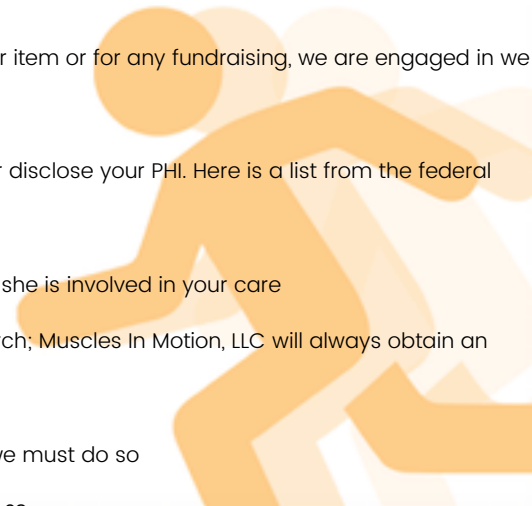 item or for any fundraising, we are engaged in we
disclose your PHI. Here is a list from the federal
she is involved in your care
Muscles In Motion, LLC will always obtain an
we must do so